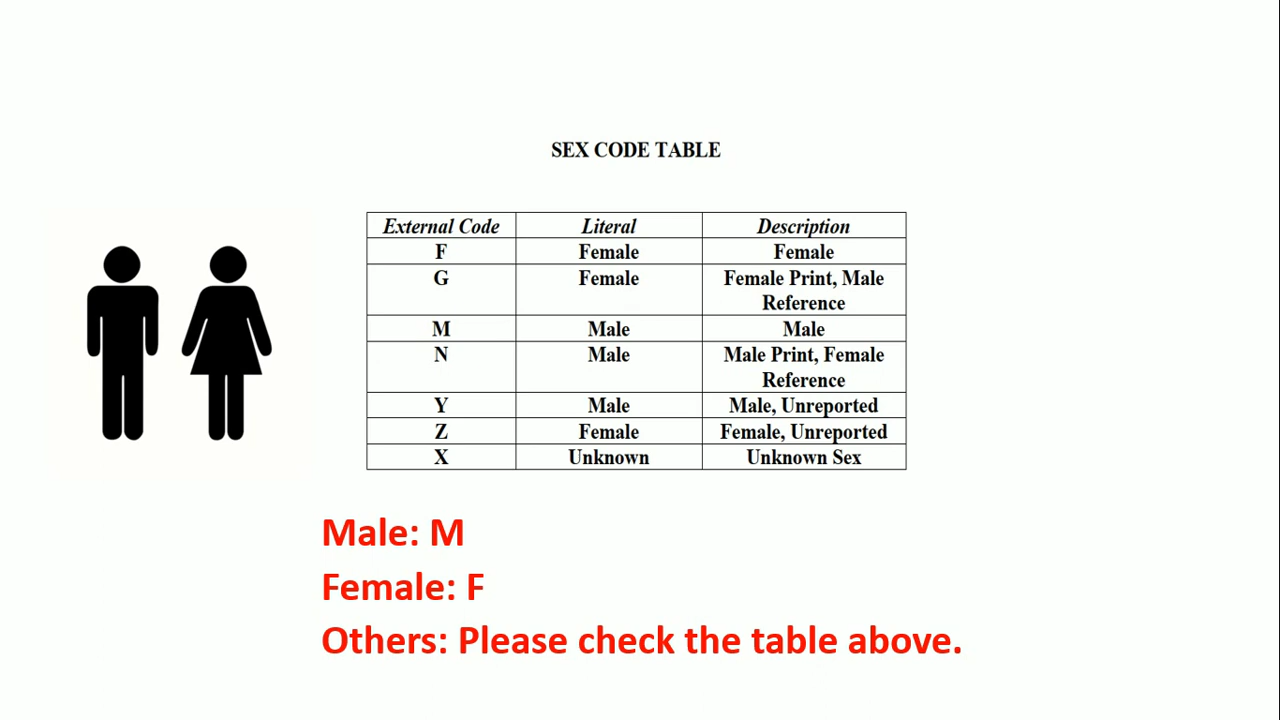 SEX CODE TABLE
External Code Literal Description
F Female Female
G Female Female Print, Male
Reference
M Male Male
N Male Male Print, Female
Reference
Y Male Male, Unreported
Z Female Female, Unreported
X Unknown Unknown Sex
Male: M
Female: F
Others: Please check the table above.